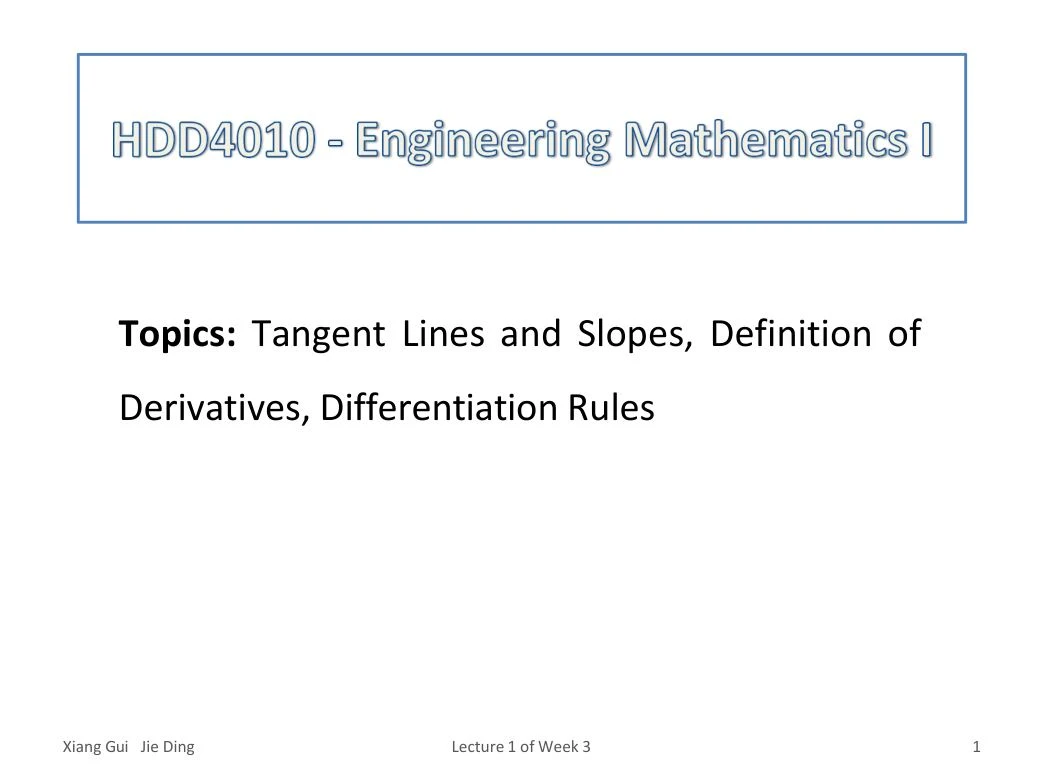 HDD4010 - Engineering Mathematics I
Topics: Tangent Lines and Slopes, Definition of
Derivatives, Differentiation Rules
Xiang Gui Jie Ding
Lecture 1 of Week 3
1